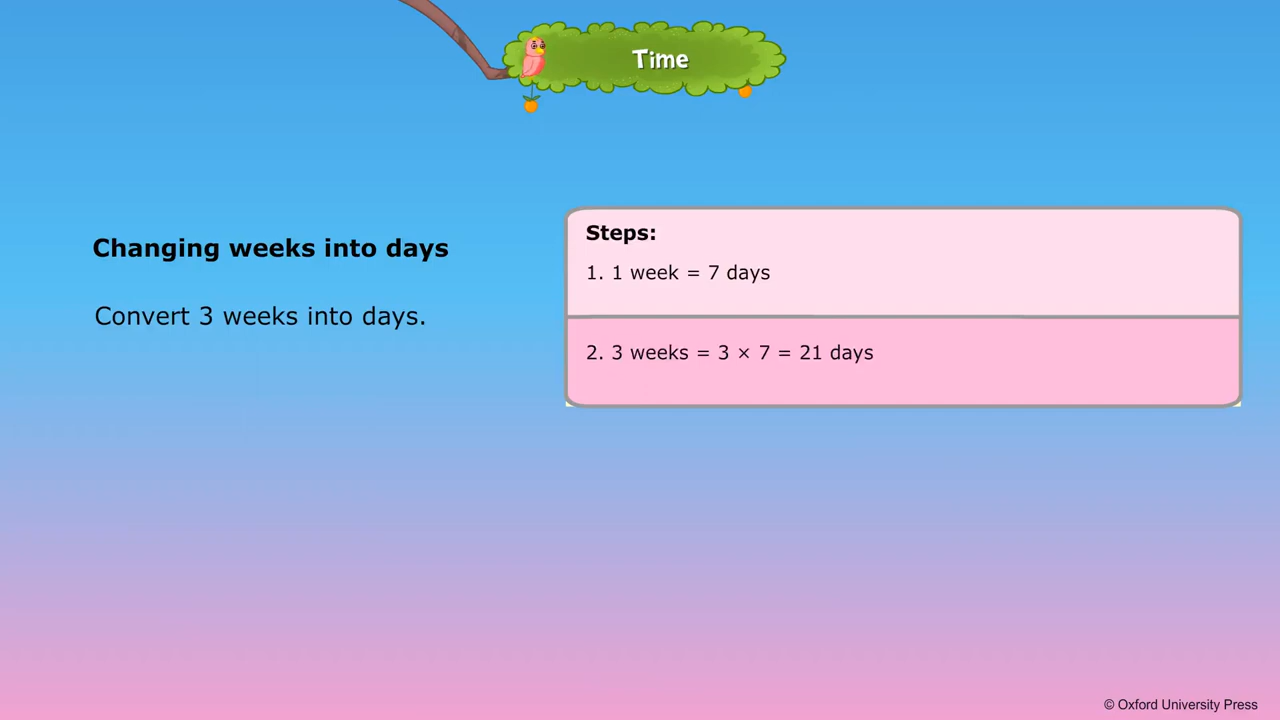 Time
Changing weeks into days
Convert 3 weeks into days.
Steps:
1. 1 week = 7 days
2. 3 weeks = 3 × 7 = 21 days
© Oxford University Press